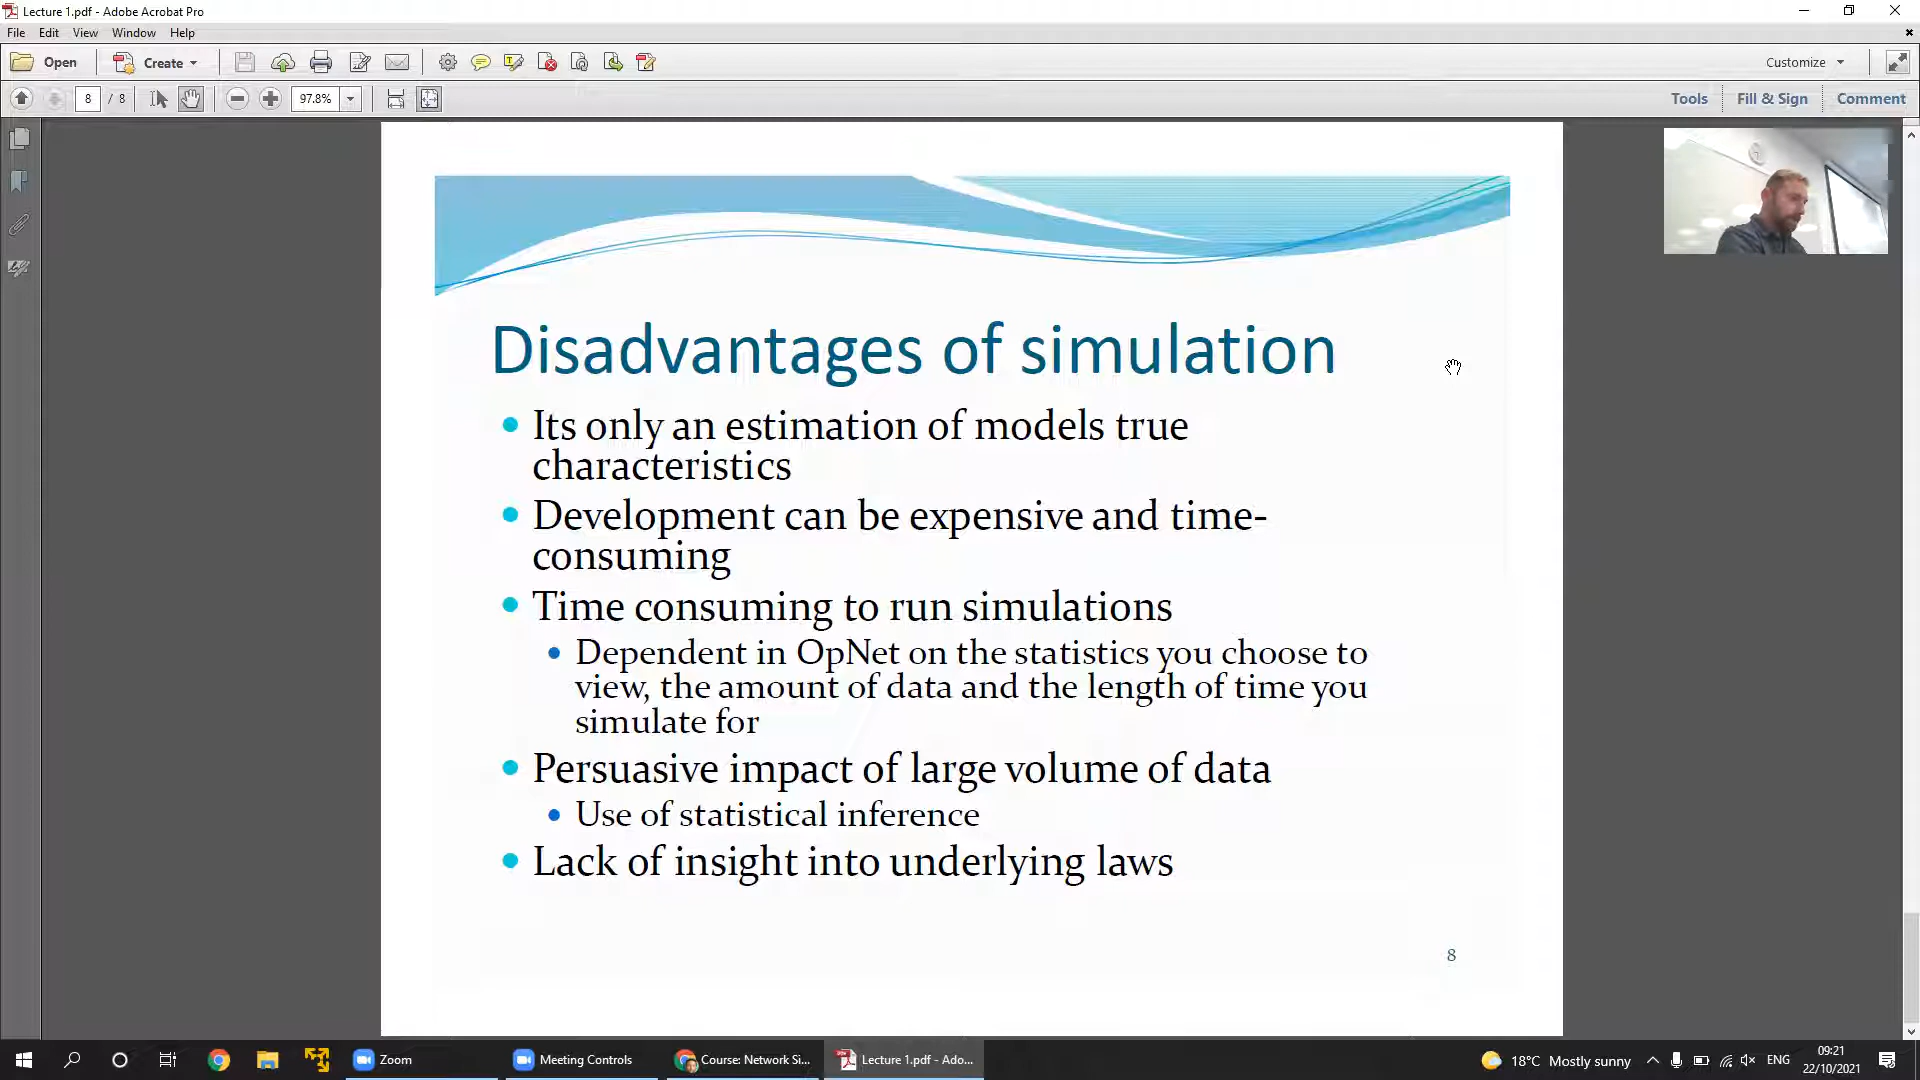 Lecture 1.pdf - Adobe Acrobat Pro
File Edit View Window Help
Open Create Customize
8 / 8 97.8% Tools Fill & Sign Comment
Disadvantages of simulation
Its only an estimation of models true
characteristics
Development can be expensive and time-
consuming
Time consuming to run simulations
Dependent in OpNet on the statistics you choose to
view, the amount of data and the length of time you
simulate for
Persuasive impact of large volume of data
Use of statistical inference
Lack of insight into underlying laws
8
Zoom Meeting Controls Course: Network Si... Lecture 1.pdf - Ado... 18°C Mostly sunny ENG 09:21
22/10/2021